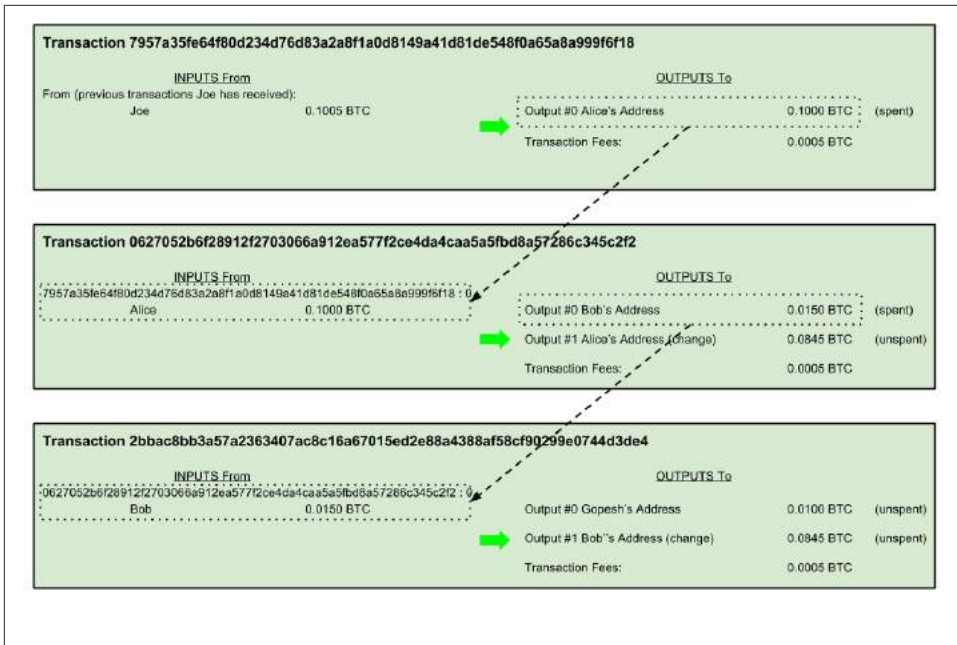 Transaction 7957a35fe64f80d234d76d83a2a8f1a0d8149a41d81de548f0a65a8a999f6f18
INPUTS From
From (previous transactions Joe has received):
Joe 0.1005 BTC
OUTPUTS To
Output #0 Alice's Address 0.1000 BTC (spent)
Transaction Fees: 0.0005 BTC
Transaction 0627052b6f28912f2703066a912ea577f2ce4da4caa5a5fbd8a57286c345c2f2
INPUTS From
7957a35fe64f80d234d76d83a2a8f1a0d8149a41d81de548f0a65a8a999f6f18 : 0
Alice 0.1000 BTC
OUTPUTS To
Output #0 Bob's Address 0.0150 BTC (spent)
Output #1 Alice's Address (change) 0.0845 BTC (unspent)
Transaction Fees: 0.0005 BTC
Transaction 2bbac8bb3a57a2363407ac8c16a67015ed2e88a4388af58cf90299e0744d3de4
INPUTS From
0627052b6f28912f2703066a912ea577f2ce4da4caa5a5fbd8a57286c345c2f2 : 0
Bob 0.0150 BTC
OUTPUTS To
Output #0 Gopesh's Address 0.0100 BTC (unspent)
Output #1 Bob''s Address (change) 0.0845 BTC (unspent)
Transaction Fees: 0.0005 BTC